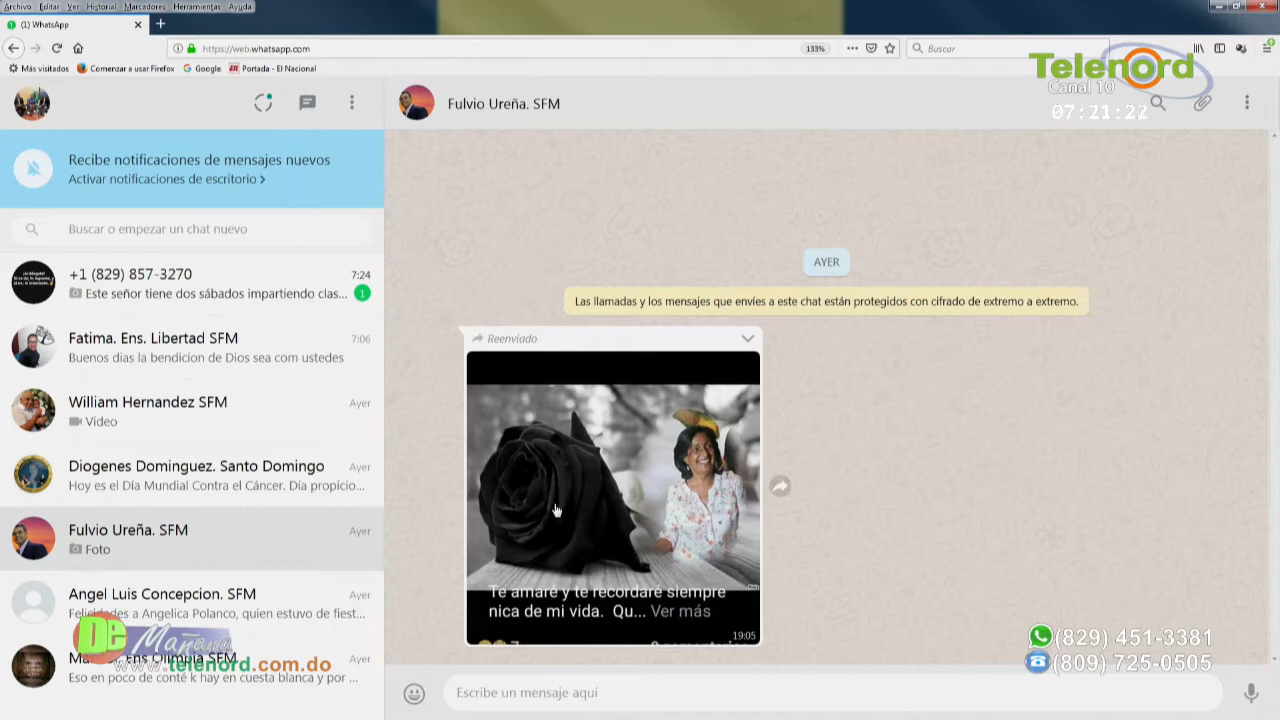 Archivo Editar Ver Historial Marcadores Herramientas Ayuda
(1) WhatsApp
https://web.whatsapp.com
133%
Buscar
Más visitados Comenzar a usar Firefox Google Portada - El Nacional
Telenord
Canal 10
07:21:22
Fulvio Ureña. SFM
Recibe notificaciones de mensajes nuevos
Activar notificaciones de escritorio >
Buscar o empezar un chat nuevo
+1 (829) 857-3270 7:24
Este señor tiene dos sábados impartiendo clas... 1
Fatima. Ens. Libertad SFM 7:06
Buenos dias la bendicion de Dios sea com ustedes
William Hernandez SFM Ayer
Video
Diogenes Dominguez. Santo Domingo Ayer
Hoy es el Día Mundial Contra el Cáncer. Día propicio...
Fulvio Ureña. SFM Ayer
Foto
Angel Luis Concepcion. SFM Ayer
Felicidades a Angelica Polanco, quien estuvo de fiest...
Ens Olimpia SFM Ayer
Eso en poco de conté k hay en cuesta blanca y por ...
De Mañana
www.telenord.com.do
AYER
Las llamadas y los mensajes que envíes a este chat están protegidos con cifrado de extremo a extremo.
Reenviado
Te amaré y te recordaré siempre
nica de mi vida. Qu... Ver más
19:05
(829) 451-3381
(809) 725-0505
Escribe un mensaje aquí